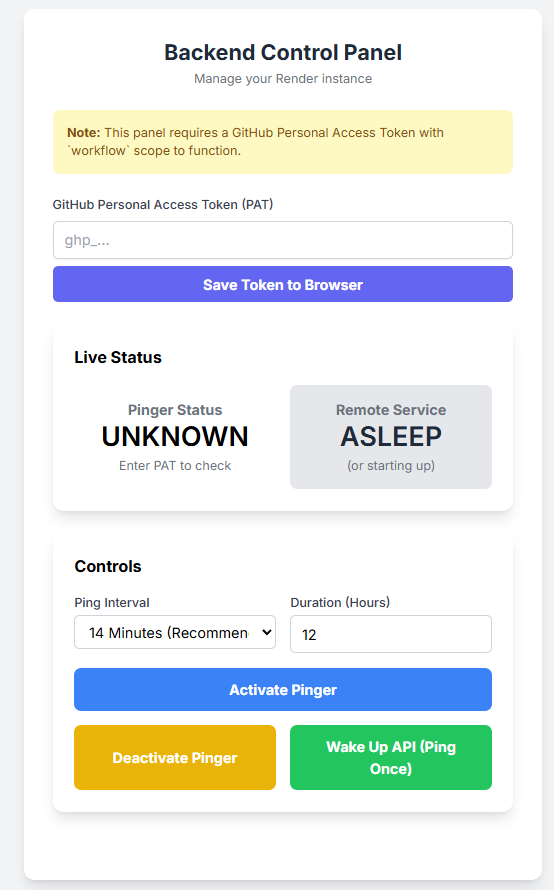 Backend Control Panel
Manage your Render instance
Note: This panel requires a GitHub Personal Access Token with
`workflow` scope to function.
GitHub Personal Access Token (PAT)
ghp_...
Save Token to Browser
Live Status
Pinger Status
UNKNOWN
Enter PAT to check
Remote Service
ASLEEP
(or starting up)
Controls
Ping Interval
14 Minutes (Recommen
Duration (Hours)
12
Activate Pinger
Deactivate Pinger
Wake Up API (Ping
Once)